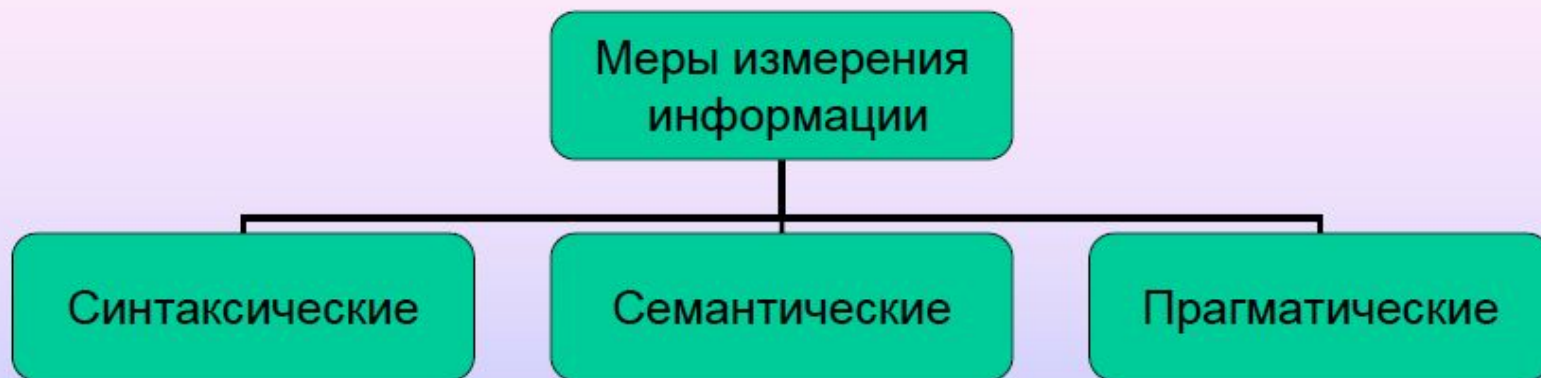 Меры измерения
информации
Синтаксические
Семантические
Прагматические